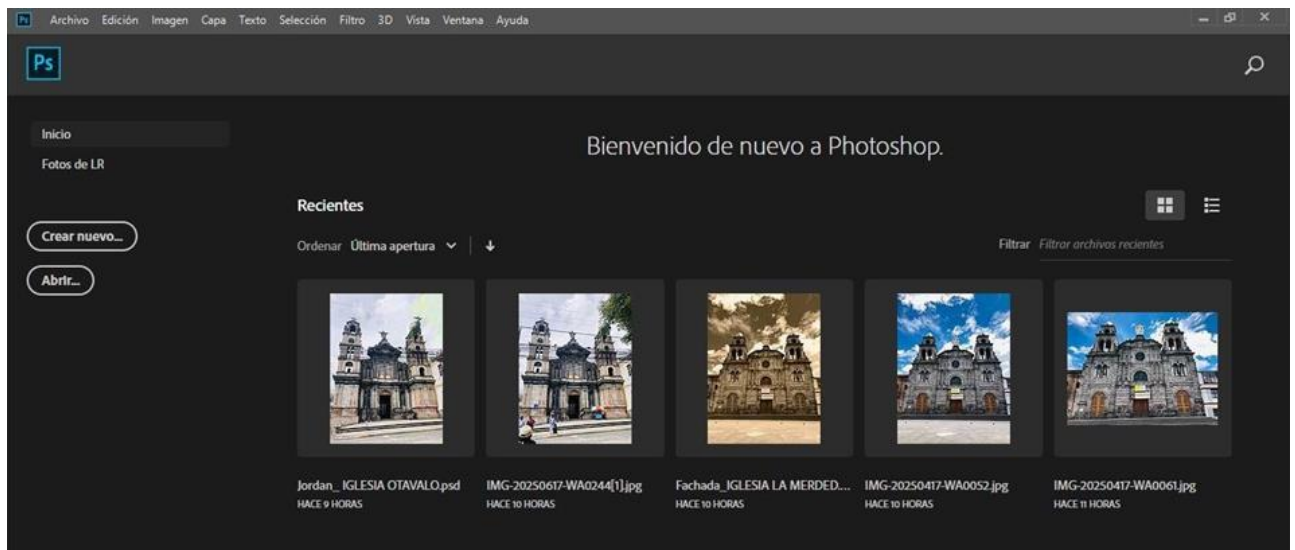 Ps Archivo Edición Imagen Capa Texto Selección Filtro 3D Vista Ventana Ayuda
Ps
Inicio
Fotos de LR
Bienvenido de nuevo a Photoshop.
Recientes
Crear nuevo...
Ordenar Última apertura
Filtrar Filtrar archivos recientes
Abrir...
Jordan_ IGLESIA OTAVALO.psd
HACE 9 HORAS
IMG-20250617-WA0244[1].jpg
HACE 10 HORAS
Fachada_IGLESIA LA MERDED....
HACE 10 HORAS
IMG-20250417-WA0052.jpg
HACE 10 HORAS
IMG-20250417-WA0061.jpg
HACE 11 HORAS